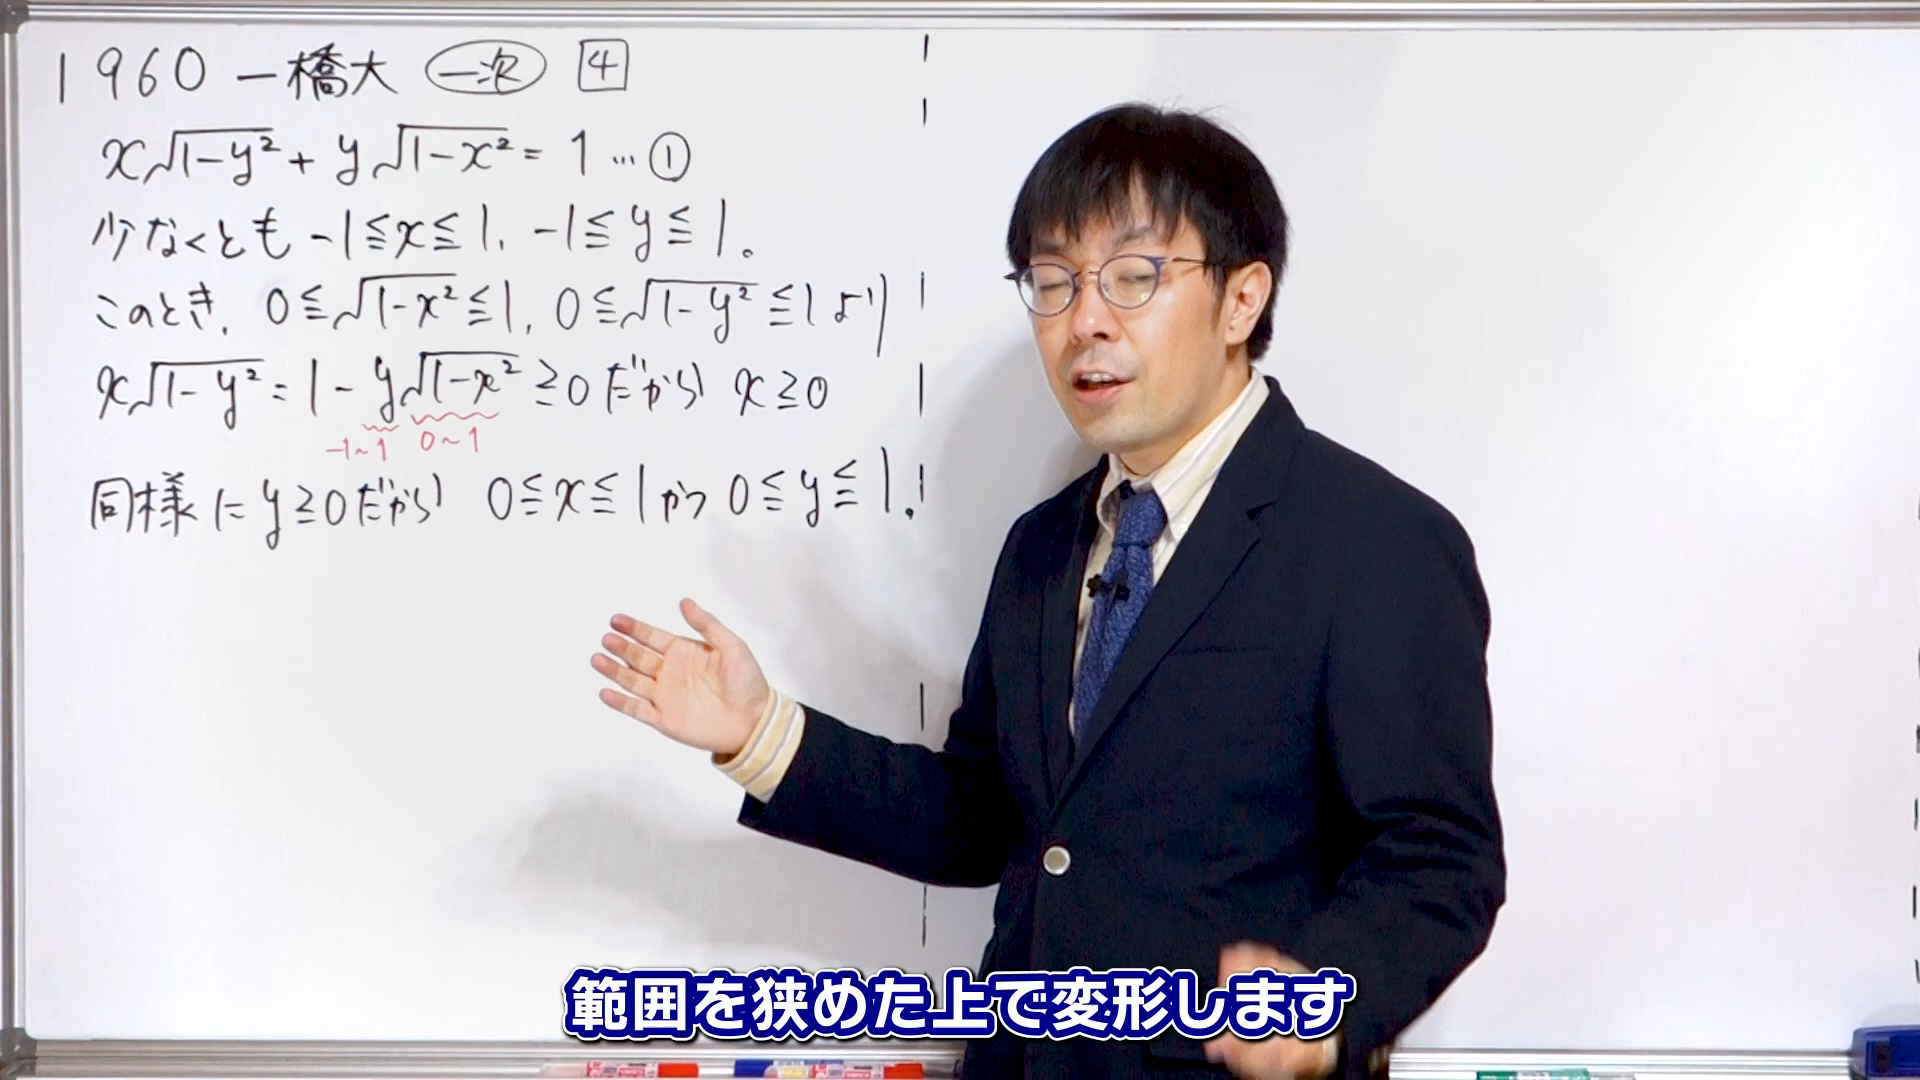 1960 一橋大 一次 4
x√1-y² + y√1-x² = 1 … ①
少なくとも -1≦x≦1, -1≦y≦1。
このとき, 0≦√1-x²≦1, 0≦√1-y²≦1より
x√1-y² = 1-y√1-x² ≧0だから x≧0
-1~1 0~1
同様に y≧0だから 0≦x≦1かつ0≦y≦1.
範囲を狭めた上で変形します